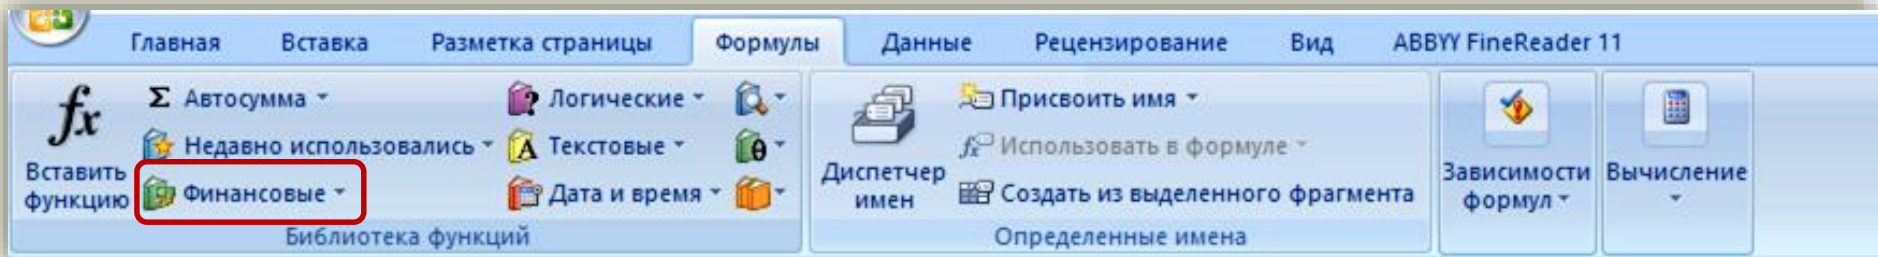 Главная Вставка Разметка страницы Формулы Данные Рецензирование Вид ABBYY FineReader 11
fx
Вставить
функцию
Σ Автосумма
Недавно использовались
Финансовые
Логические
Текстовые
Дата и время
Библиотека функций
Диспетчер
имен
Присвоить имя
Использовать в формуле
Создать из выделенного фрагмента
Определенные имена
Зависимости
формул
Вычисление